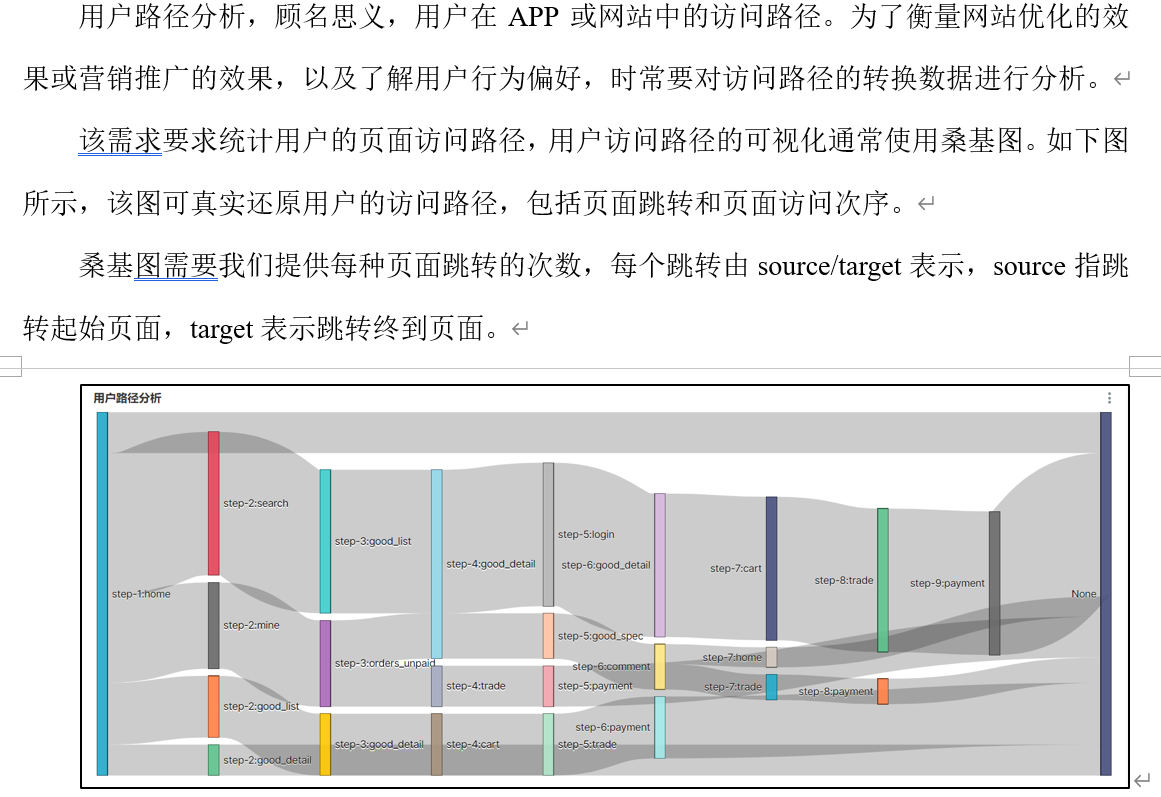 用户路径分析，顾名思义，用户在 APP 或网站中的访问路径。为了衡量网站优化的效
果或营销推广的效果，以及了解用户行为偏好，时常要对访问路径的转换数据进行分析。
该需求要求统计用户的页面访问路径，用户访问路径的可视化通常使用桑基图。如下图
所示，该图可真实还原用户的访问路径，包括页面跳转和页面访问次序。
桑基图需要我们提供每种页面跳转的次数，每个跳转由 source/target 表示，source 指跳
转起始页面，target 表示跳转终到页面。
用户路径分析
step-1:home
step-2:search
step-2:mine
step-2:good_list
step-2:good_detail
step-3:good_list
step-3:orders_unpaid
step-3:good_detail
step-4:good_detail
step-4:trade
step-4:cart
step-5:login
step-5:good_spec
step-5:payment
step-5:trade
step-6:good_detail
step-6:comment
step-6:payment
step-7:cart
step-7:home
step-7:trade
step-8:trade
step-8:payment
step-9:payment
None